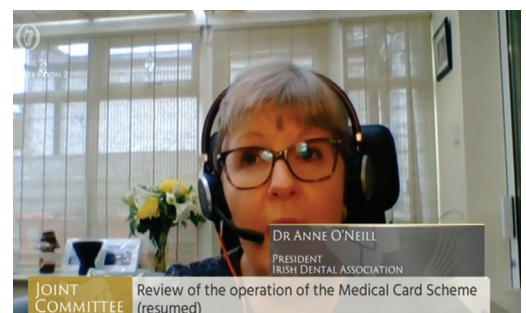 DR ANNE O'NEILL
PRESIDENT
IRISH DENTAL ASSOCIATION
JOINT
COMMITTEE
Review of the operation of the Medical Card Scheme
(resumed)